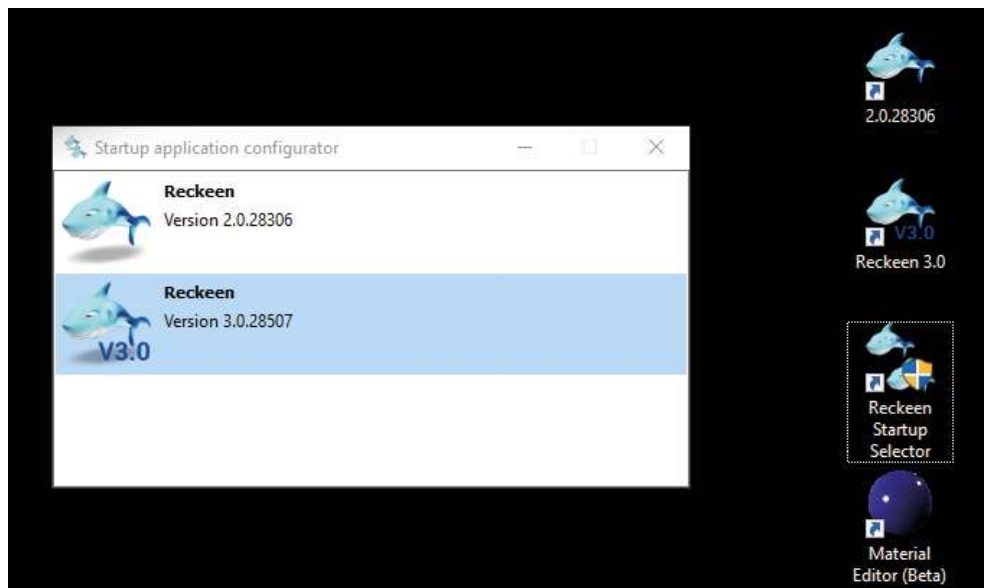 Startup application configurator
Reckeen
Version 2.0.28306
Reckeen
Version 3.0.28507
V3.0
2.0.28306
V3.0
Reckeen 3.0
Reckeen
Startup
Selector
Material
Editor (Beta)